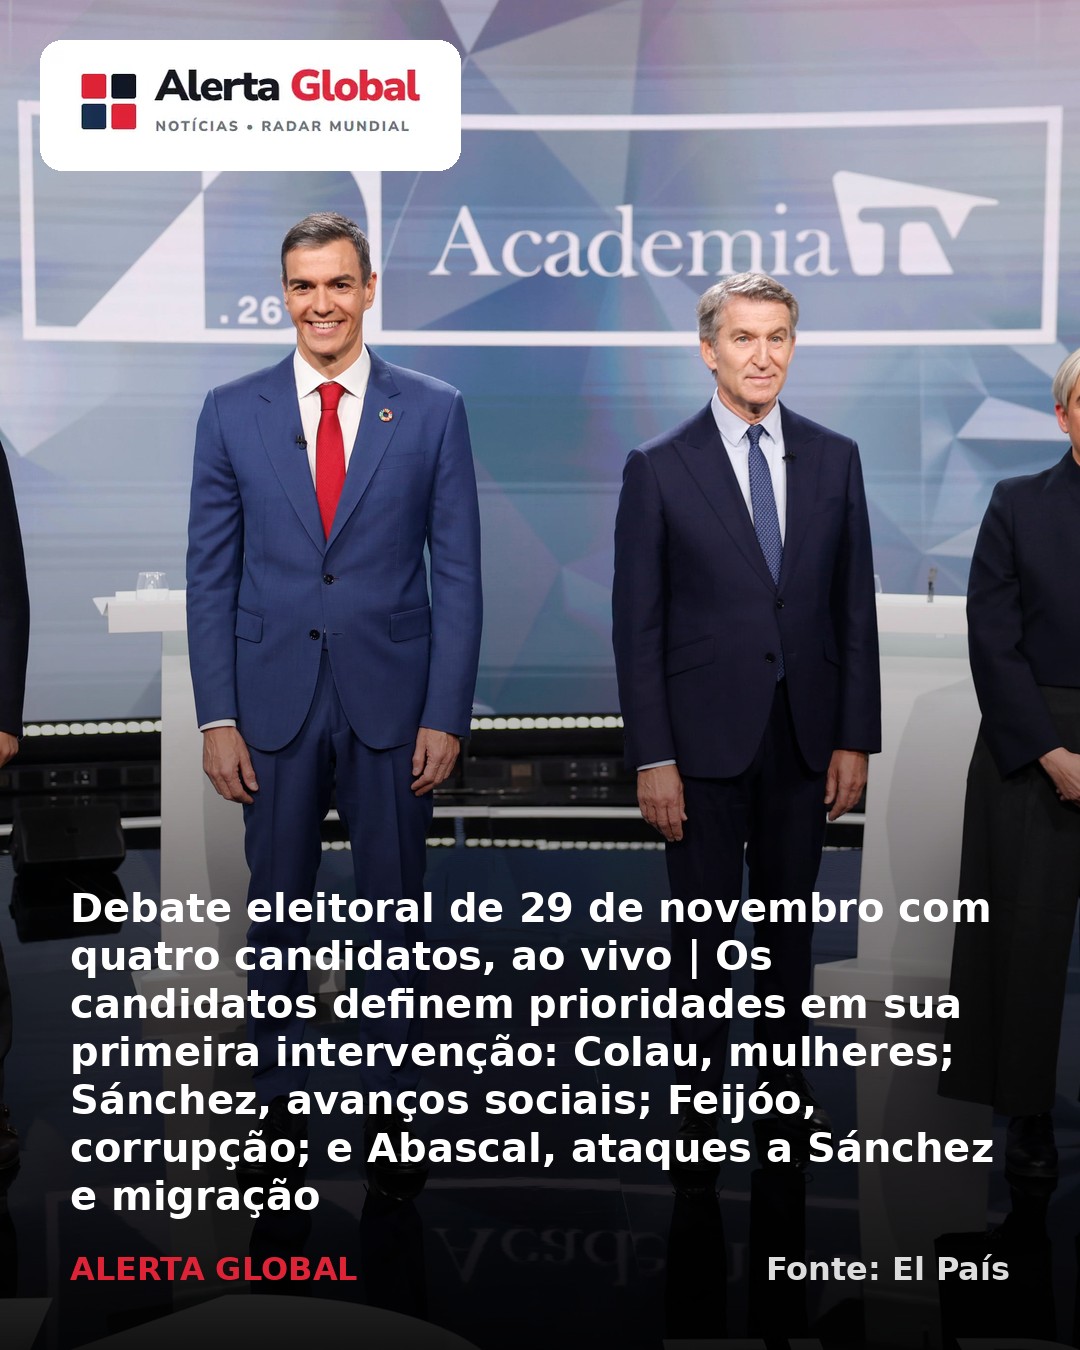 Alerta Global
NOTÍCIAS • RADAR MUNDIAL
Academia TV
.26
Debate eleitoral de 29 de novembro com
quatro candidatos, ao vivo | Os
candidatos definem prioridades em sua
primeira intervenção: Colau, mulheres;
Sánchez, avanços sociais; Feijóo,
corrupção; e Abascal, ataques a Sánchez
e migração
ALERTA GLOBAL
Fonte: El País